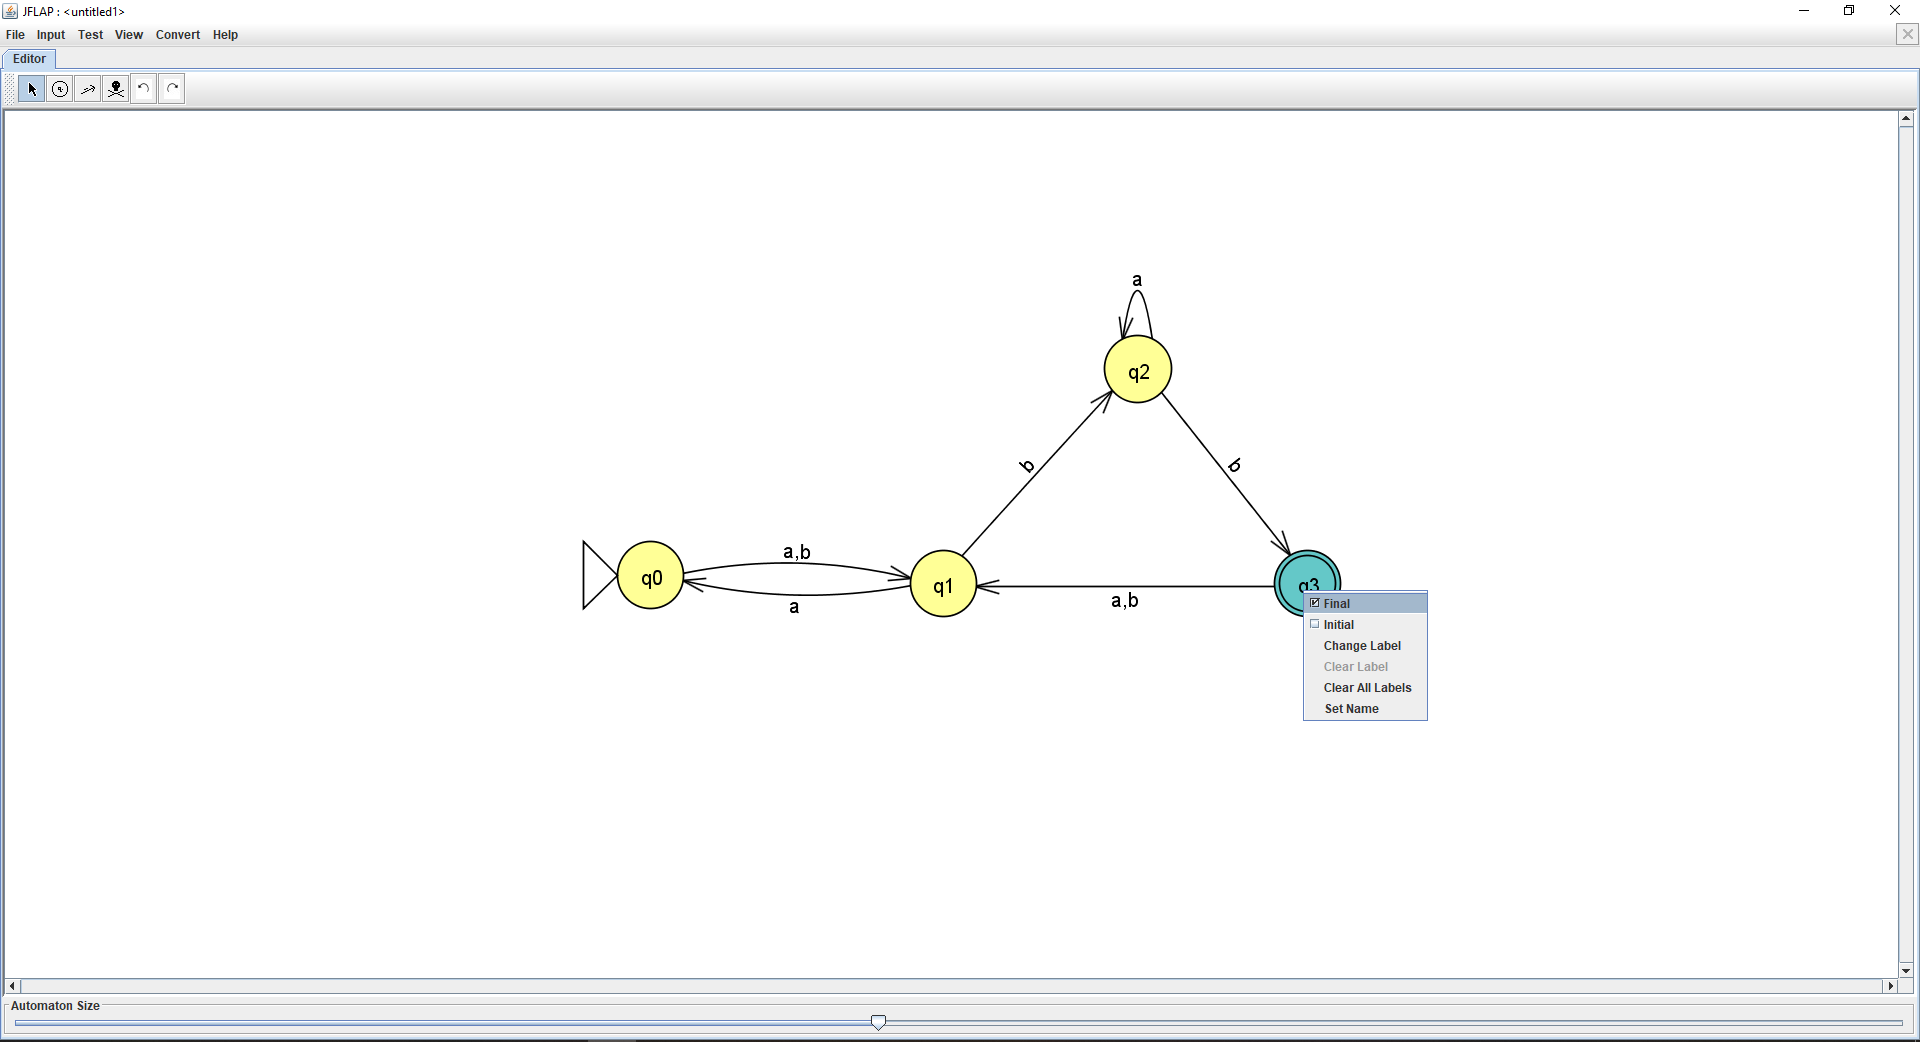 JFLAP : <untitled1>
File Input Test View Convert Help
Editor
a
q2
b
b
a,b
q0
q1
q3
a
a,b
Final
Initial
Change Label
Clear Label
Clear All Labels
Set Name
Automaton Size